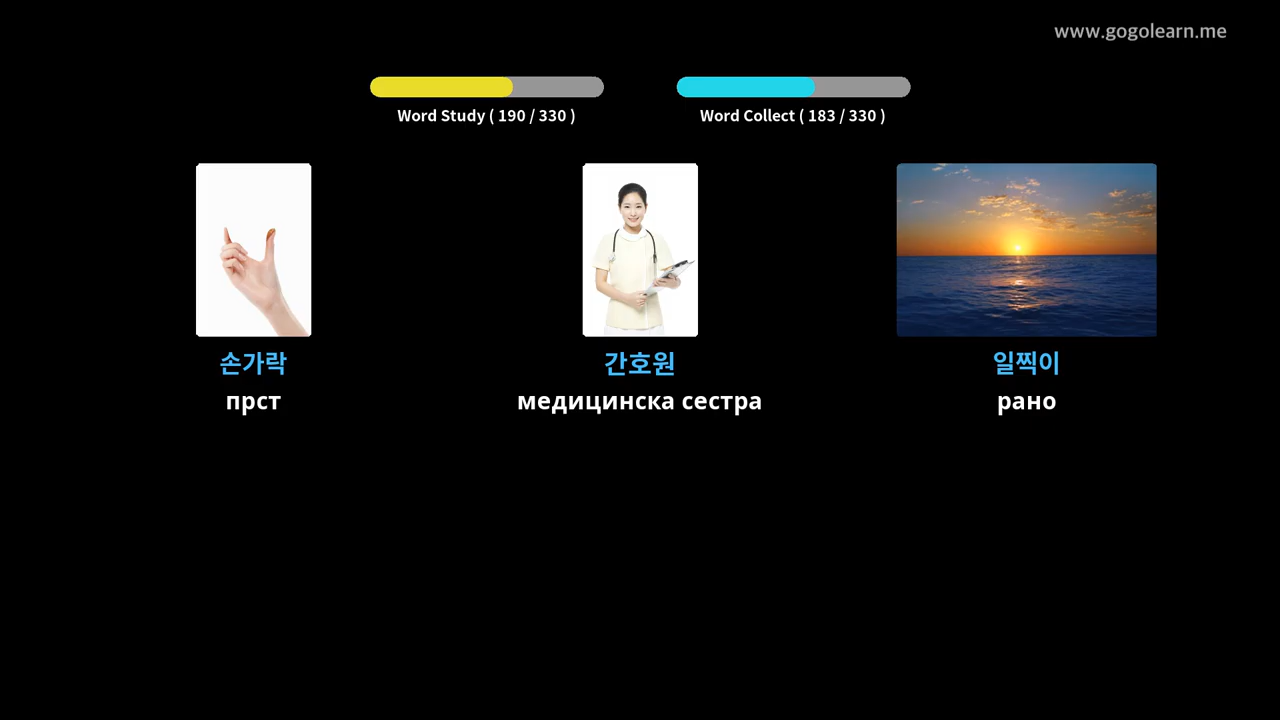 www.gogolearn.me
Word Study ( 190 / 330 )
Word Collect ( 183 / 330 )
손가락
간호원
일찍이
прст
медицинска сестра
рано